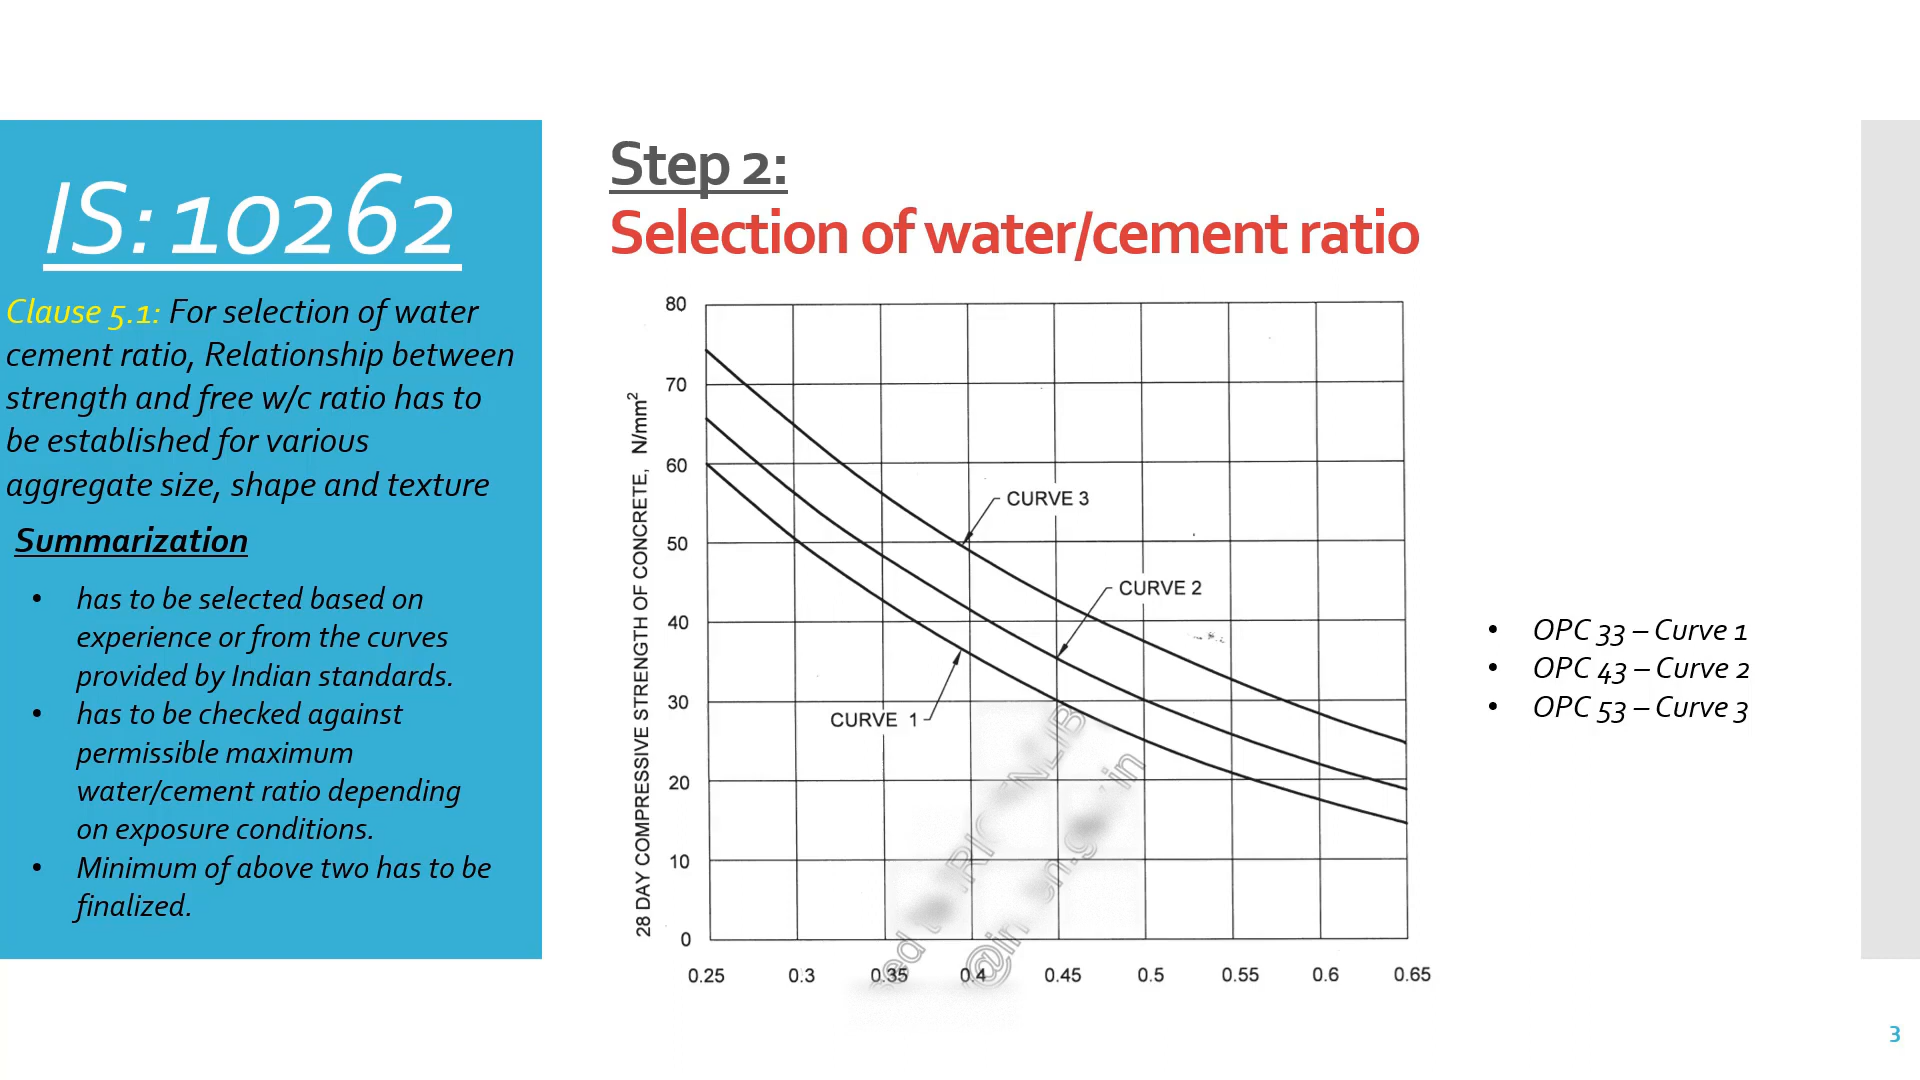 IS: 10262
Clause 5.1: For selection of water
cement ratio, Relationship between
strength and free w/c ratio has to
be established for various
aggregate size, shape and texture
Summarization
• has to be selected based on
experience or from the curves
provided by Indian standards.
• has to be checked against
permissible maximum
water/cement ratio depending
on exposure conditions.
• Minimum of above two has to be
finalized.
Step 2:
Selection of water/cement ratio
28 DAY COMPRESSIVE STRENGTH OF CONCRETE, N/mm²
80
70
60
50
40
30
20
10
0
CURVE 3
CURVE 2
CURVE 1
0.25 0.3 0.35 0.4 0.45 0.5 0.55 0.6 0.65
• OPC 33 – Curve 1
• OPC 43 – Curve 2
• OPC 53 – Curve 3
3